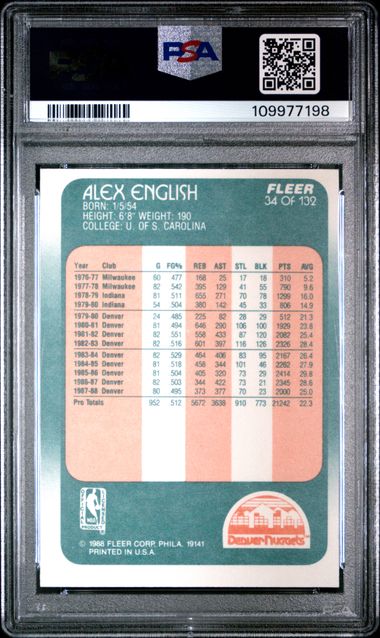 PSA
109977198
ALEX ENGLISH
BORN: 1/5/54
HEIGHT: 6'8" WEIGHT: 190
COLLEGE: U. OF S. CAROLINA
FLEER
34 OF 132
Year Club G FG% REB AST STL BLK PTS AVG
1976-77 Milwaukee 60 477 168 25 17 18 310 5.2
1977-78 Milwaukee 82 542 395 129 41 55 790 9.6
1978-79 Indiana 81 511 655 271 70 78 1299 16.0
1979-80 Indiana 54 504 380 142 45 33 806 14.9
1979-80 Denver 24 485 225 82 28 29 512 21.3
1980-81 Denver 81 494 646 290 106 100 1929 23.8
1981-82 Denver 82 551 558 433 87 120 2082 25.4
1982-83 Denver 82 516 601 397 116 126 2326 28.4
1983-84 Denver 82 529 464 406 83 95 2167 26.4
1984-85 Denver 81 518 458 344 101 46 2262 27.9
1985-86 Denver 81 504 405 320 73 29 2414 29.8
1986-87 Denver 82 503 344 422 73 21 2345 28.6
1987-88 Denver 80 495 373 377 70 23 2000 25.0
Pro Totals 952 512 5672 3638 910 773 21242 22.3
NBA
PRODUCT
DENVER NUGGETS
© 1988 FLEER CORP. PHILA. 19141
PRINTED IN U.S.A.